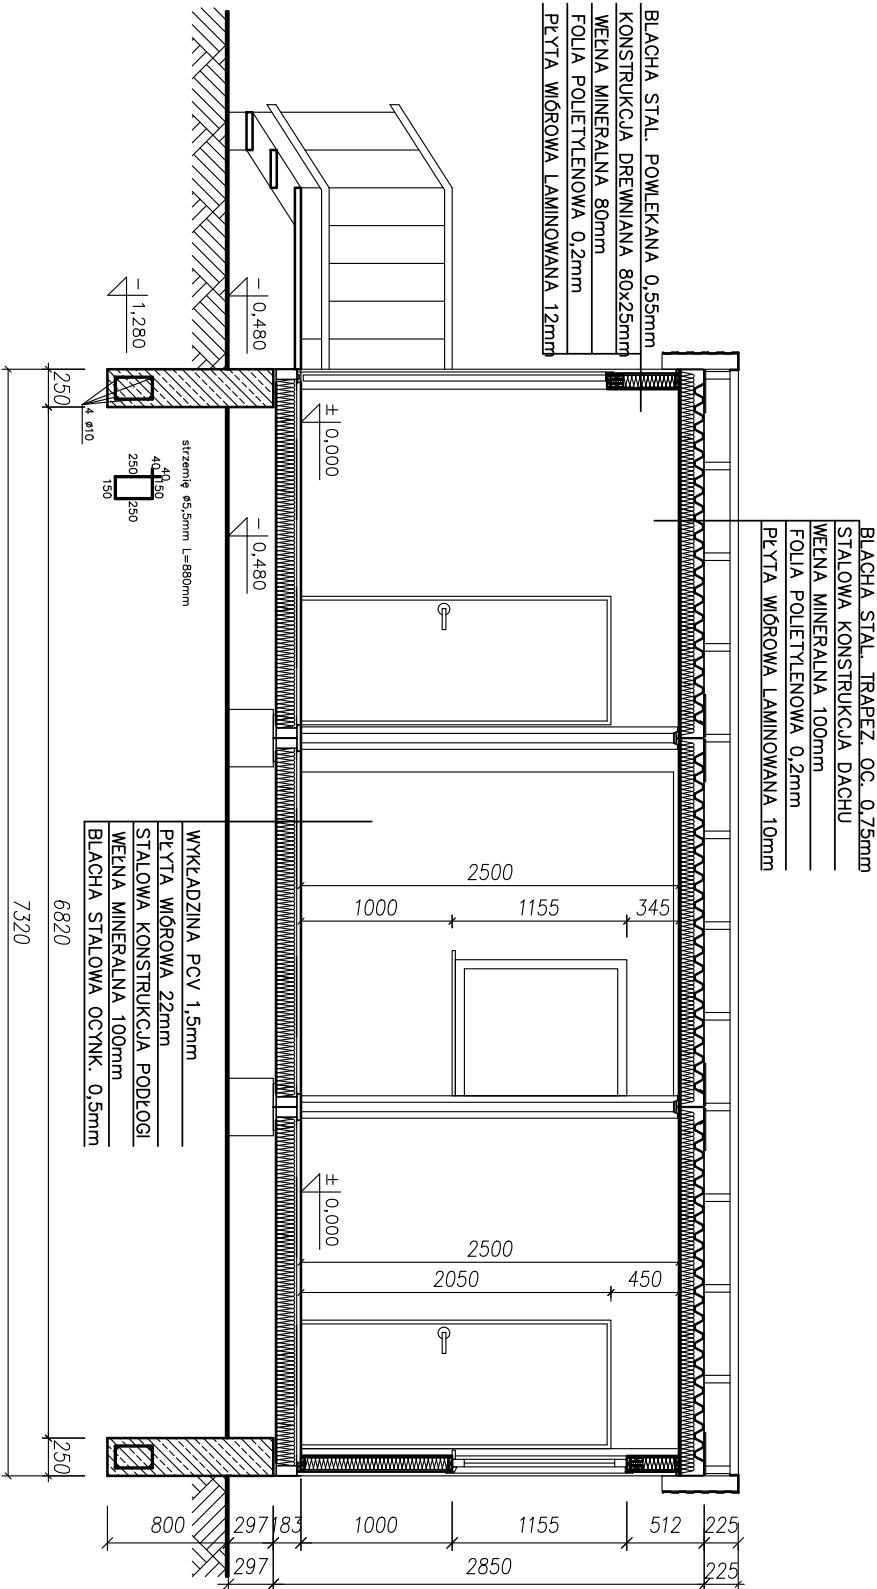 BLACHA STAL. POWLEKANA 0,55mm
KONSTRUKCJA DREWNIANA 80x25mm
WEŁNA MINERALNA 80mm
FOLIA POLIETYLENOWA 0,2mm
PŁYTA WIÓROWA LAMINOWANA 12mm
BLACHA STAL. TRAPEZ. OC. 0,75mm
STALOWA KONSTRUKCJA DACHU
WEŁNA MINERALNA 100mm
FOLIA POLIETYLENOWA 0,2mm
PŁYTA WIÓROWA LAMINOWANA 10mm
WYKŁADZINA PCV 1,5mm
PŁYTA WIÓROWA 22mm
STALOWA KONSTRUKCJA PODŁOGI
WEŁNA MINERALNA 100mm
BLACHA STALOWA OCYNK. 0,5mm
- 0,480
- 1,280
± 0,000
- 0,480
± 0,000
4 ø10
strzemię ø5,5mm L=880mm
40
40
150
250
250
150
2500
1000
1155
345
2500
2050
450
250
6820
250
7320
800
297
183
1000
1155
512
225
297
2850
225